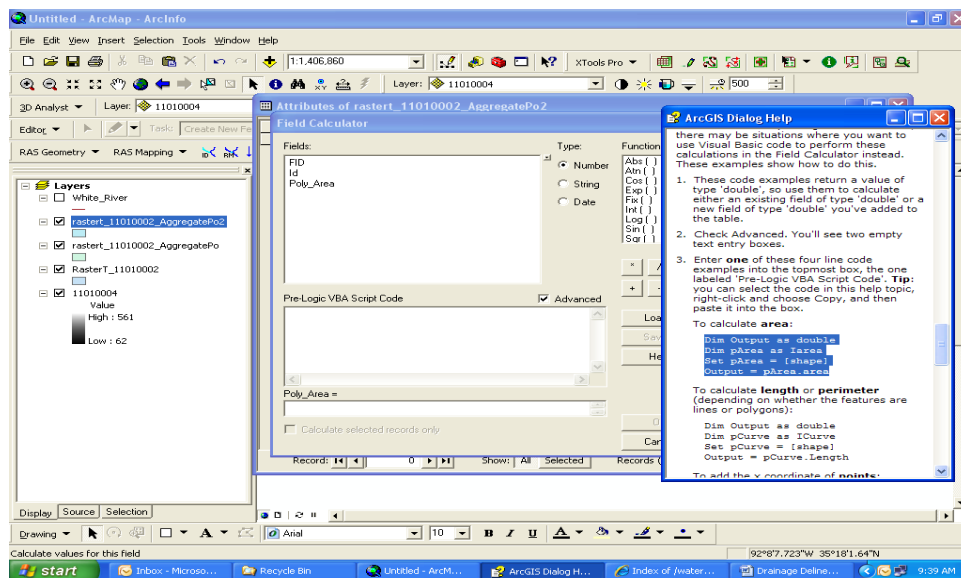 Untitled - ArcMap - ArcInfo
File Edit View Insert Selection Tools Window Help
1:1,406,860
XTools Pro
Layer: 11010004
500
3D Analyst
Layer: 11010004
Attributes of rastert_11010002_AggregatePo2
Editor
Task: Create New Fe
RAS Geometry
RAS Mapping
Layers
White_River
rastert_11010002_AggregatePo2
rastert_11010002_AggregatePo
RasterT_11010002
11010004
Value
High : 561
Low : 62
Display Source Selection
Field Calculator
Fields:
FID
Id
Poly_Area
Type:
Number
String
Date
Function
Abs ( )
Atn ( )
Cos ( )
Exp ( )
Fix ( )
Int ( )
Log ( )
Sin ( )
Sqr ( )
*
/
+
-
Pre-Logic VBA Script Code
Advanced
Loa
Sav
He
Poly_Area =
Calculate selected records only
O
Can
Record: 0 Show: All Selected Records (
ArcGIS Dialog Help
there may be situations where you want to
use Visual Basic code to perform these
calculations in the Field Calculator instead.
These examples show how to do this.
1. These code examples return a value of
type 'double', so use them to calculate
either an existing field of type 'double' or a
new field of type 'double' you've added to
the table.
2. Check Advanced. You'll see two empty
text entry boxes.
3. Enter one of these four line code
examples into the topmost box, the one
labeled 'Pre-Logic VBA Script Code'. Tip:
you can select the code in this help topic,
right-click and choose Copy, and then
paste it into the box.
To calculate area:
Dim Output as double
Dim pArea as Iarea
Set pArea = [shape]
Output = pArea.area
To calculate length or perimeter
(depending on whether the features are
lines or polygons):
Dim Output as double
Dim pCurve as ICurve
Set pCurve = [shape]
Output = pCurve.Length
To add the x coordinate of points:
Drawing
A
Arial
10
B I U A
Calculate values for this field
92°8'7.723"W 35°18'1.64"N
start
Inbox - Microso...
Recycle Bin
Untitled - ArcM...
ArcGIS Dialog H...
Index of /water...
Drainage Deline...
9:39 AM